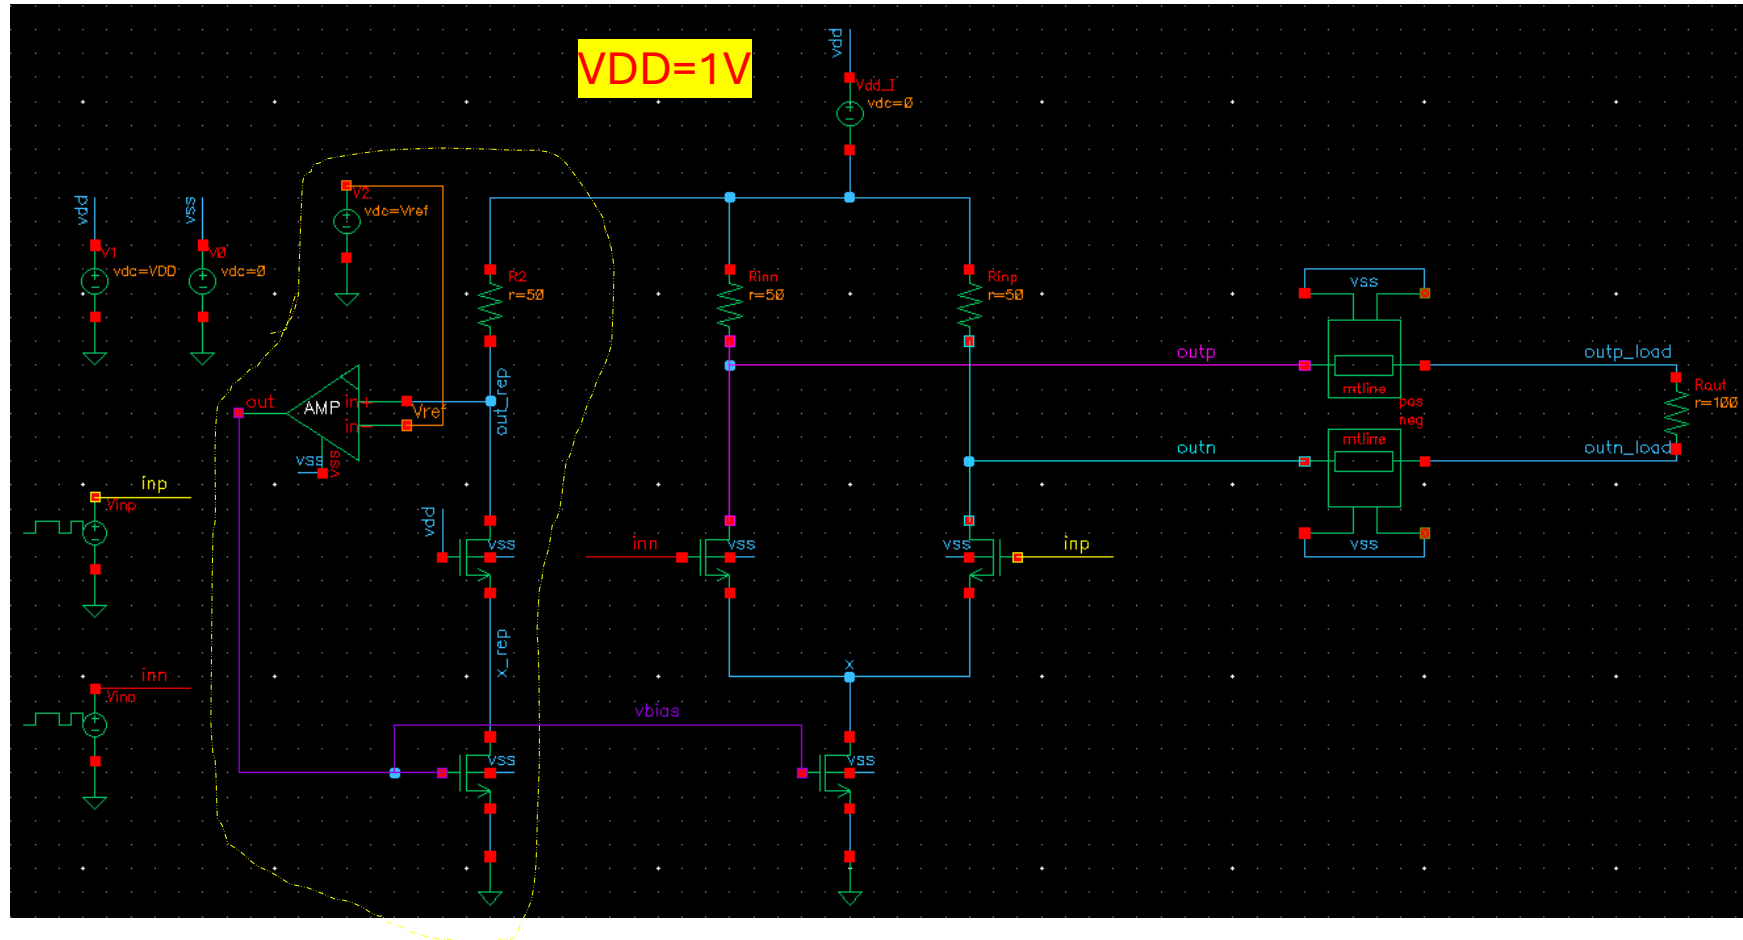 VDD=1V
vdd
Vdd_I
vdc=0
vdd
V1
vdc=VDD
vss
V0
vdc=0
V2
vdc=Vref
R2
r=50
Rinn
r=50
Rinp
r=50
vss
outp
mtline
outp_load
Rout
r=100
pos
neg
out
AMP
in+
in-
Vref
out_rep
vss
vss
outn
mtline
outn_load
vss
inp
Vinp
vdd
vss
inn
vss
vss
inp
inn
Vinn
x_rep
x
vbias
vss
vss